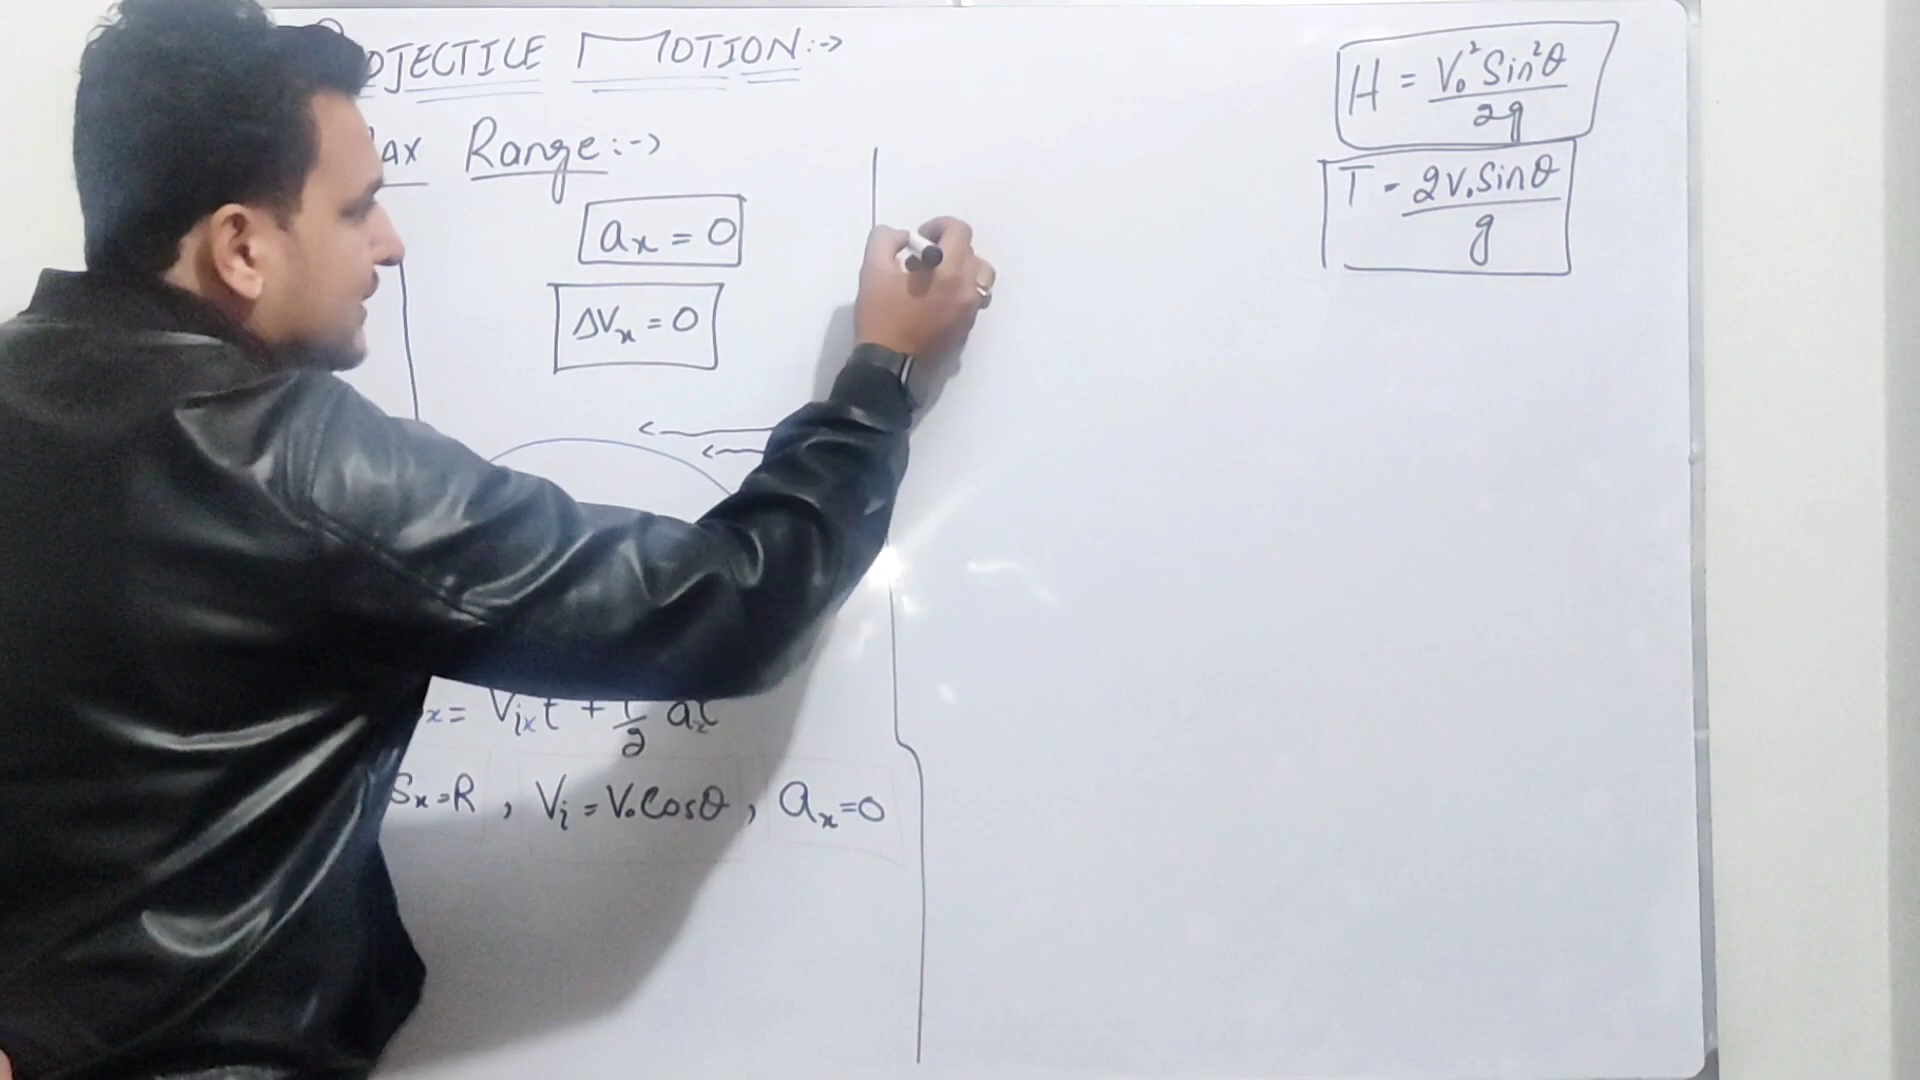 OJECTILE MOTION:->
ax Range:->
ax = 0
ΔVx = 0
x = Vixt + 1/2 axt
Sx=R , Vi = V₀Cosθ, ax=0
H = V₀²Sin²θ/2g
T = 2V₀Sinθ/g